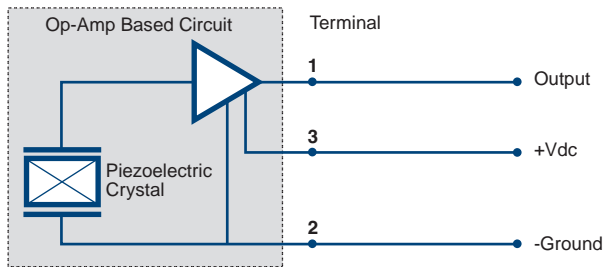 Op-Amp Based Circuit
Terminal
1
Output
3
+Vdc
Piezoelectric
Crystal
2
-Ground